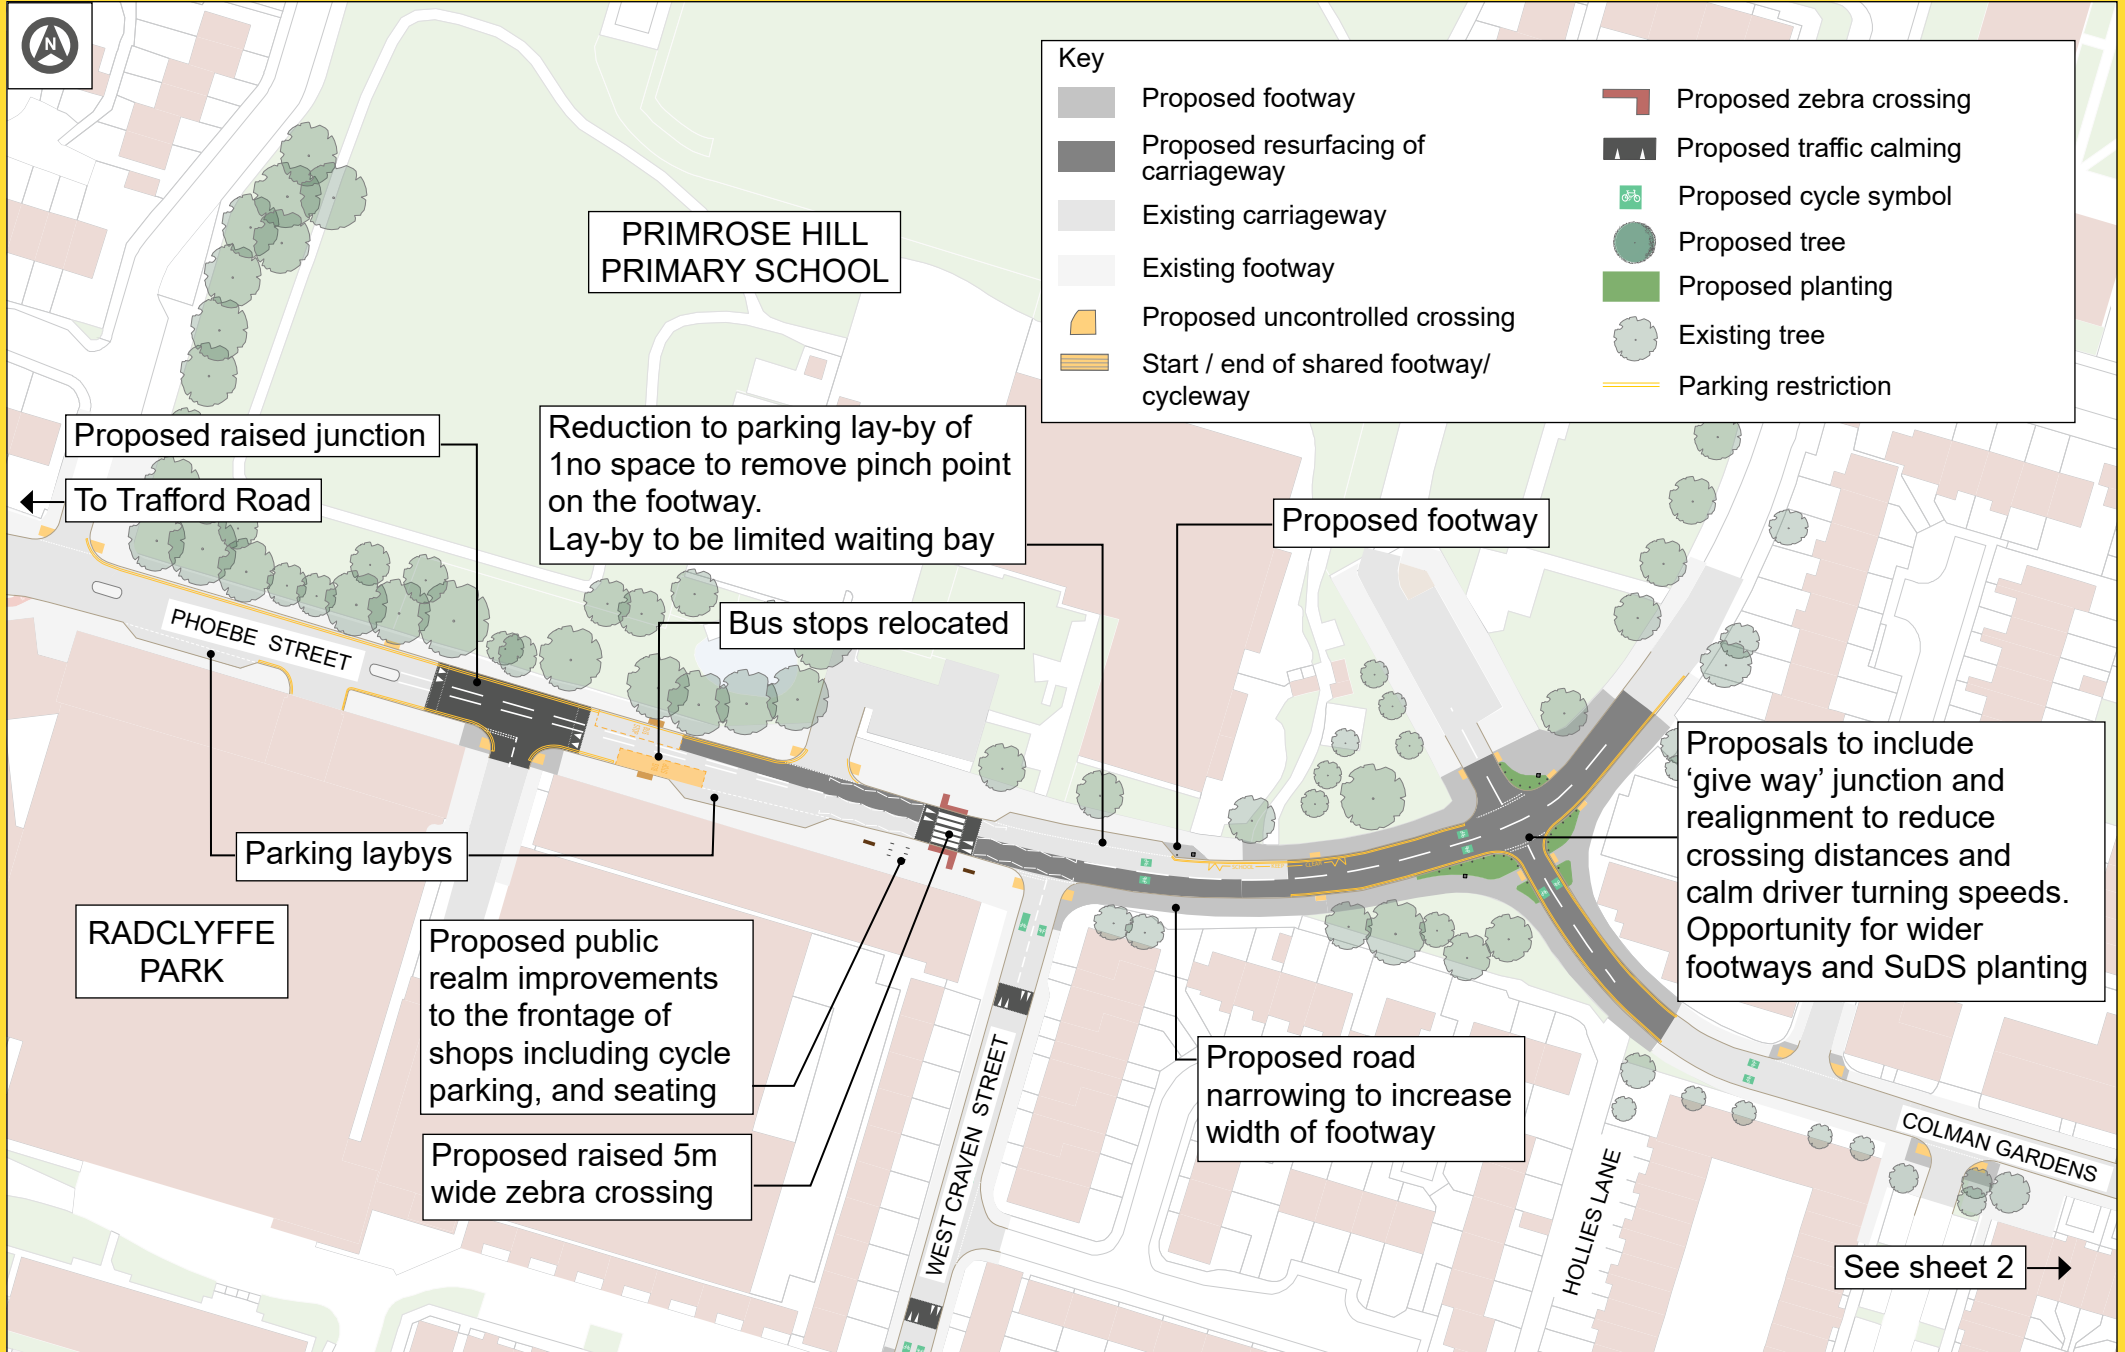 N
Key
Proposed footway
Proposed resurfacing of
carriageway
Existing carriageway
Existing footway
Proposed uncontrolled crossing
Start / end of shared footway/
cycleway
Proposed zebra crossing
Proposed traffic calming
Proposed cycle symbol
Proposed tree
Proposed planting
Existing tree
Parking restriction
PRIMROSE HILL
PRIMARY SCHOOL
Proposed raised junction
To Trafford Road
Reduction to parking lay-by of
1no space to remove pinch point
on the footway.
Lay-by to be limited waiting bay
Proposed footway
Bus stops relocated
PHOEBE STREET
Proposals to include
‘give way’ junction and
realignment to reduce
crossing distances and
calm driver turning speeds.
Opportunity for wider
footways and SuDS planting
Parking laybys
RADCLYFFE
PARK
Proposed public
realm improvements
to the frontage of
shops including cycle
parking, and seating
Proposed raised 5m
wide zebra crossing
Proposed road
narrowing to increase
width of footway
WEST CRAVEN STREET
HOLLIES LANE
COLMAN GARDENS
See sheet 2